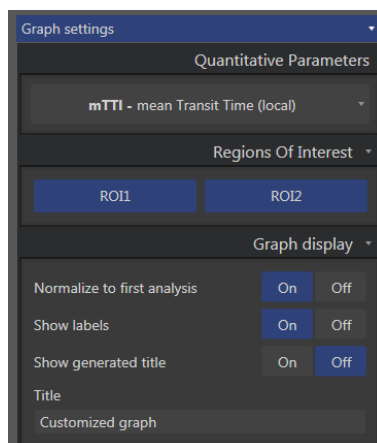 Graph settings
Quantitative Parameters
mTTI - mean Transit Time (local)
Regions Of Interest
ROI1 ROI2
Graph display
Normalize to first analysis On Off
Show labels On Off
Show generated title On Off
Title
Customized graph